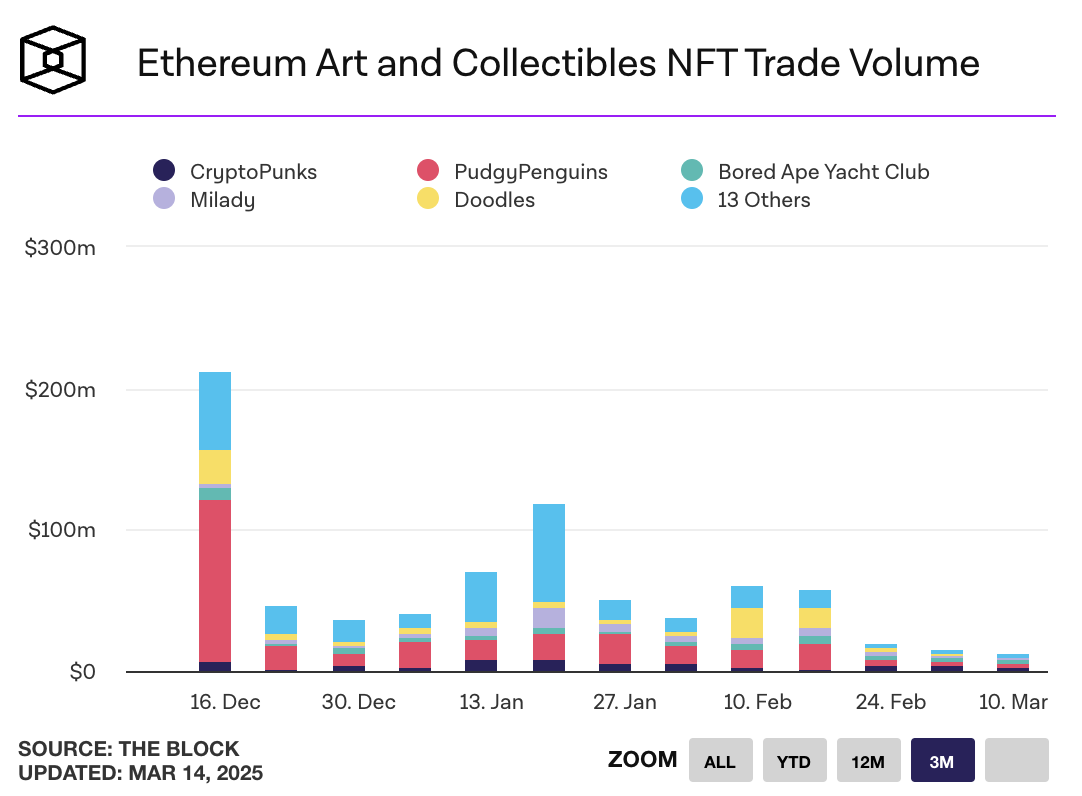 Ethereum Art and Collectibles NFT Trade Volume
CryptoPunks PudgyPenguins Bored Ape Yacht Club
Milady Doodles 13 Others
$300m
$200m
$100m
$0
16. Dec 30. Dec 13. Jan 27. Jan 10. Feb 24. Feb 10. Mar
SOURCE: THE BLOCK
UPDATED: MAR 14, 2025
ZOOM ALL YTD 12M 3M